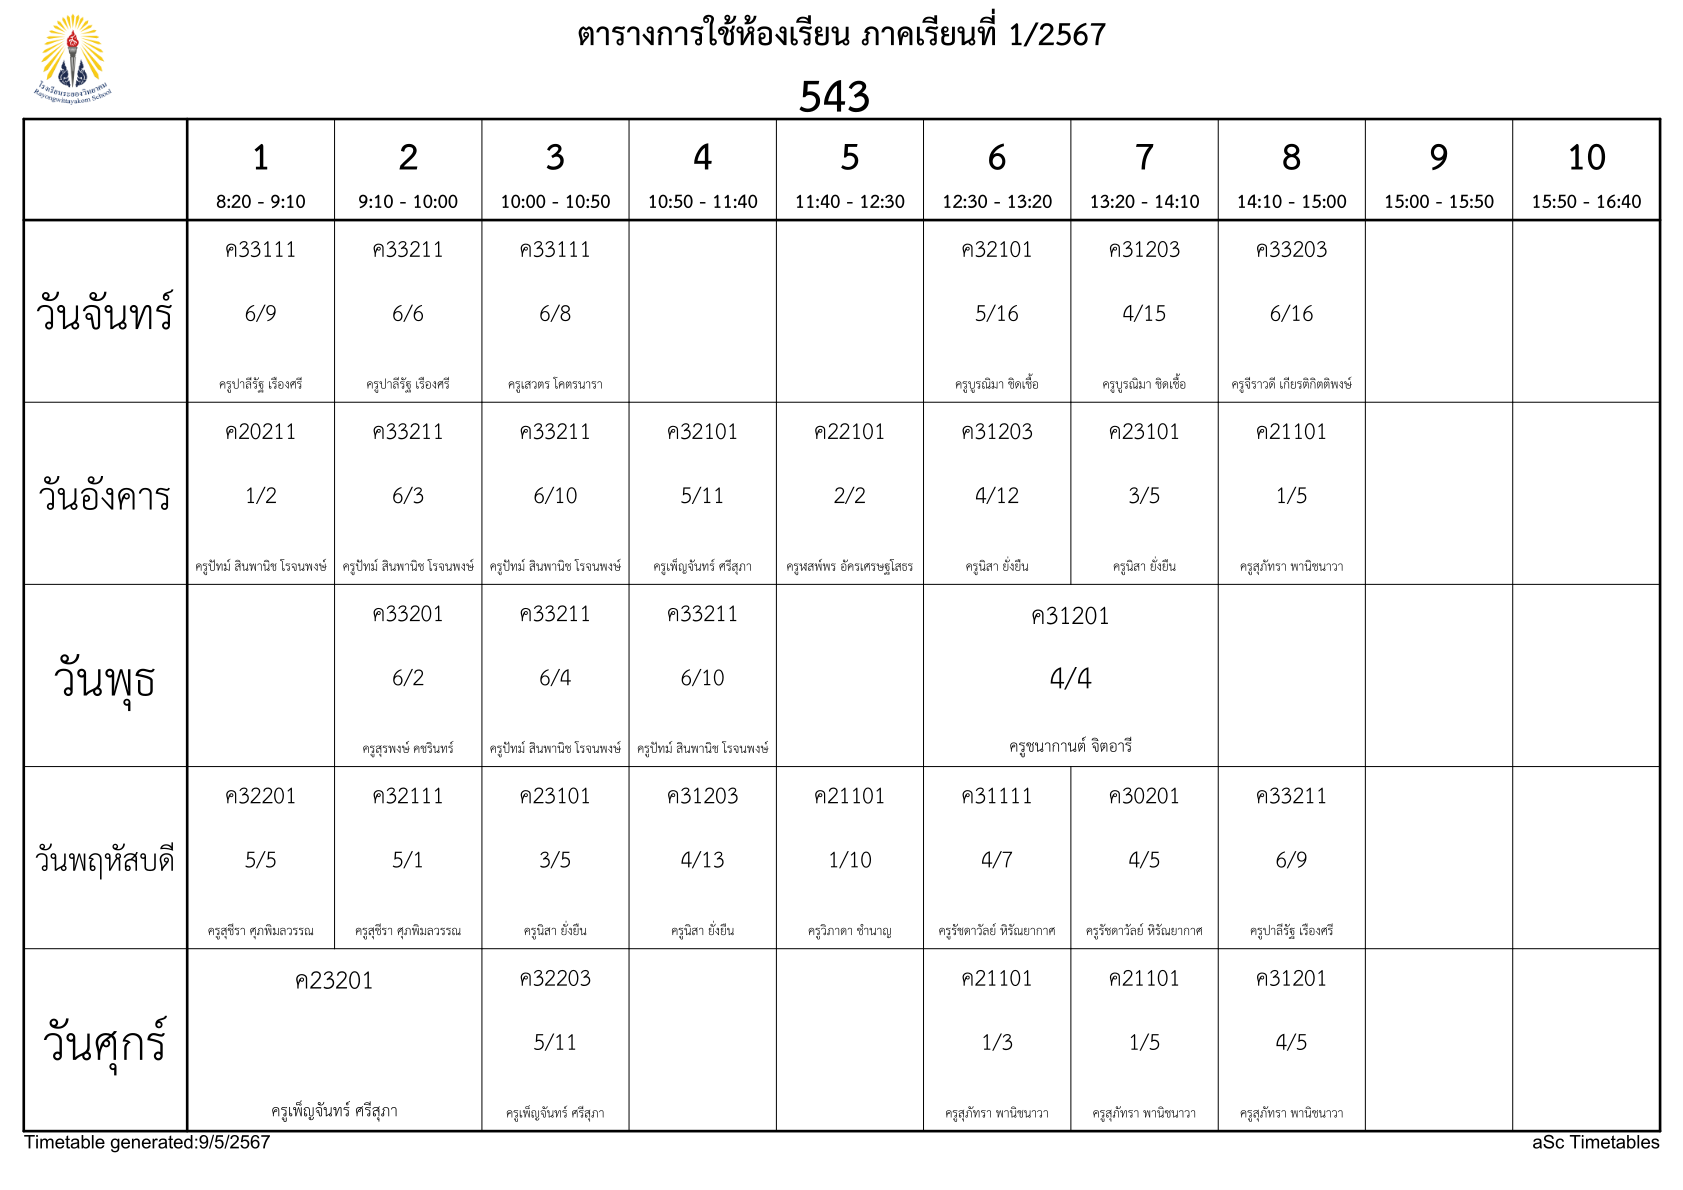 ตารางการใช้ห้องเรียน ภาคเรียนที่ 1/2567
โรงเรียนระยองวิทยาคม
Rayongwittayakom School
543
1 2 3 4 5 6 7 8 9 10
8:20 - 9:10 9:10 - 10:00 10:00 - 10:50 10:50 - 11:40 11:40 - 12:30 12:30 - 13:20 13:20 - 14:10 14:10 - 15:00 15:00 - 15:50 15:50 - 16:40
วันจันทร์
ค33111 ค33211 ค33111 ค32101 ค31203 ค33203
6/9 6/6 6/8 5/16 4/15 6/16
ครูปาลีรัฐ เรืองศรี ครูปาลีรัฐ เรืองศรี ครูเสวตร โคตรนารา ครูบูรณิมา ชิดเชื้อ ครูบูรณิมา ชิดเชื้อ ครูจีราวดี เกียรติกิตติพงษ์
วันอังคาร
ค20211 ค33211 ค33211 ค32101 ค22101 ค31203 ค23101 ค21101
1/2 6/3 6/10 5/11 2/2 4/12 3/5 1/5
ครูปัทม์ สินพานิช โรจนพงษ์ ครูปัทม์ สินพานิช โรจนพงษ์ ครูปัทม์ สินพานิช โรจนพงษ์ ครูเพ็ญจันทร์ ศรีสุภา ครูหสพ์พร อัครเศรษฐโสธร ครูนิสา ยั่งยืน ครูนิสา ยั่งยืน ครูสุภัทรา พานิชนาวา
วันพุธ
ค33201 ค33211 ค33211 ค31201
6/2 6/4 6/10 4/4
ครูสุรพงษ์ คชรินทร์ ครูปัทม์ สินพานิช โรจนพงษ์ ครูปัทม์ สินพานิช โรจนพงษ์ ครูชนากานต์ จิตอารี
วันพฤหัสบดี
ค32201 ค32111 ค23101 ค31203 ค21101 ค31111 ค30201 ค33211
5/5 5/1 3/5 4/13 1/10 4/7 4/5 6/9
ครูสุชีรา ศุภพิมลวรรณ ครูสุชีรา ศุภพิมลวรรณ ครูนิสา ยั่งยืน ครูนิสา ยั่งยืน ครูวิภาดา ชำนาญ ครูรัชดาวัลย์ หิรัณยากาศ ครูรัชดาวัลย์ หิรัณยากาศ ครูปาลีรัฐ เรืองศรี
วันศุกร์
ค23201 ค32203 ค21101 ค21101 ค31201
5/11 1/3 1/5 4/5
ครูเพ็ญจันทร์ ศรีสุภา ครูเพ็ญจันทร์ ศรีสุภา ครูสุภัทรา พานิชนาวา ครูสุภัทรา พานิชนาวา ครูสุภัทรา พานิชนาวา
Timetable generated:9/5/2567 aSc Timetables